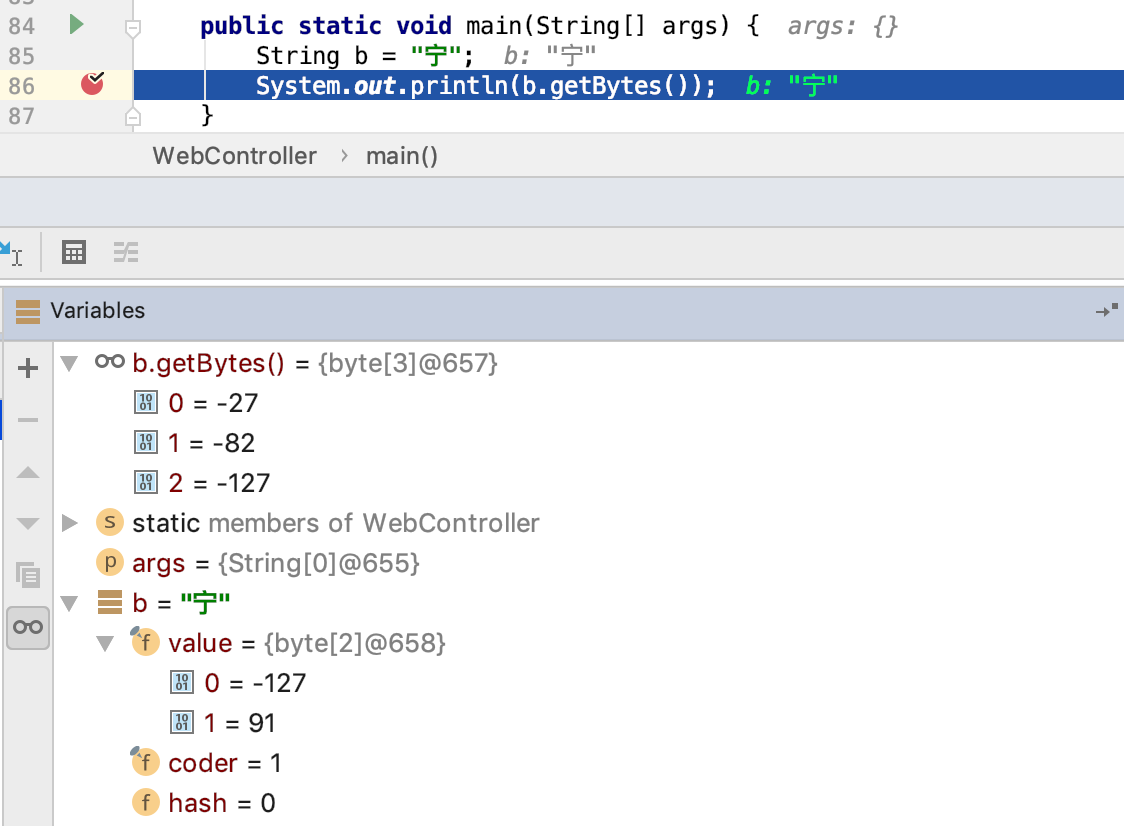 84 public static void main(String[] args) { args: {}
85 String b = "宁"; b: "宁"
86 System.out.println(b.getBytes()); b: "宁"
87 }
WebController › main()
Variables
b.getBytes() = {byte[3]@657}
0 = -27
1 = -82
2 = -127
static members of WebController
args = {String[0]@655}
b = "宁"
value = {byte[2]@658}
0 = -127
1 = 91
coder = 1
hash = 0